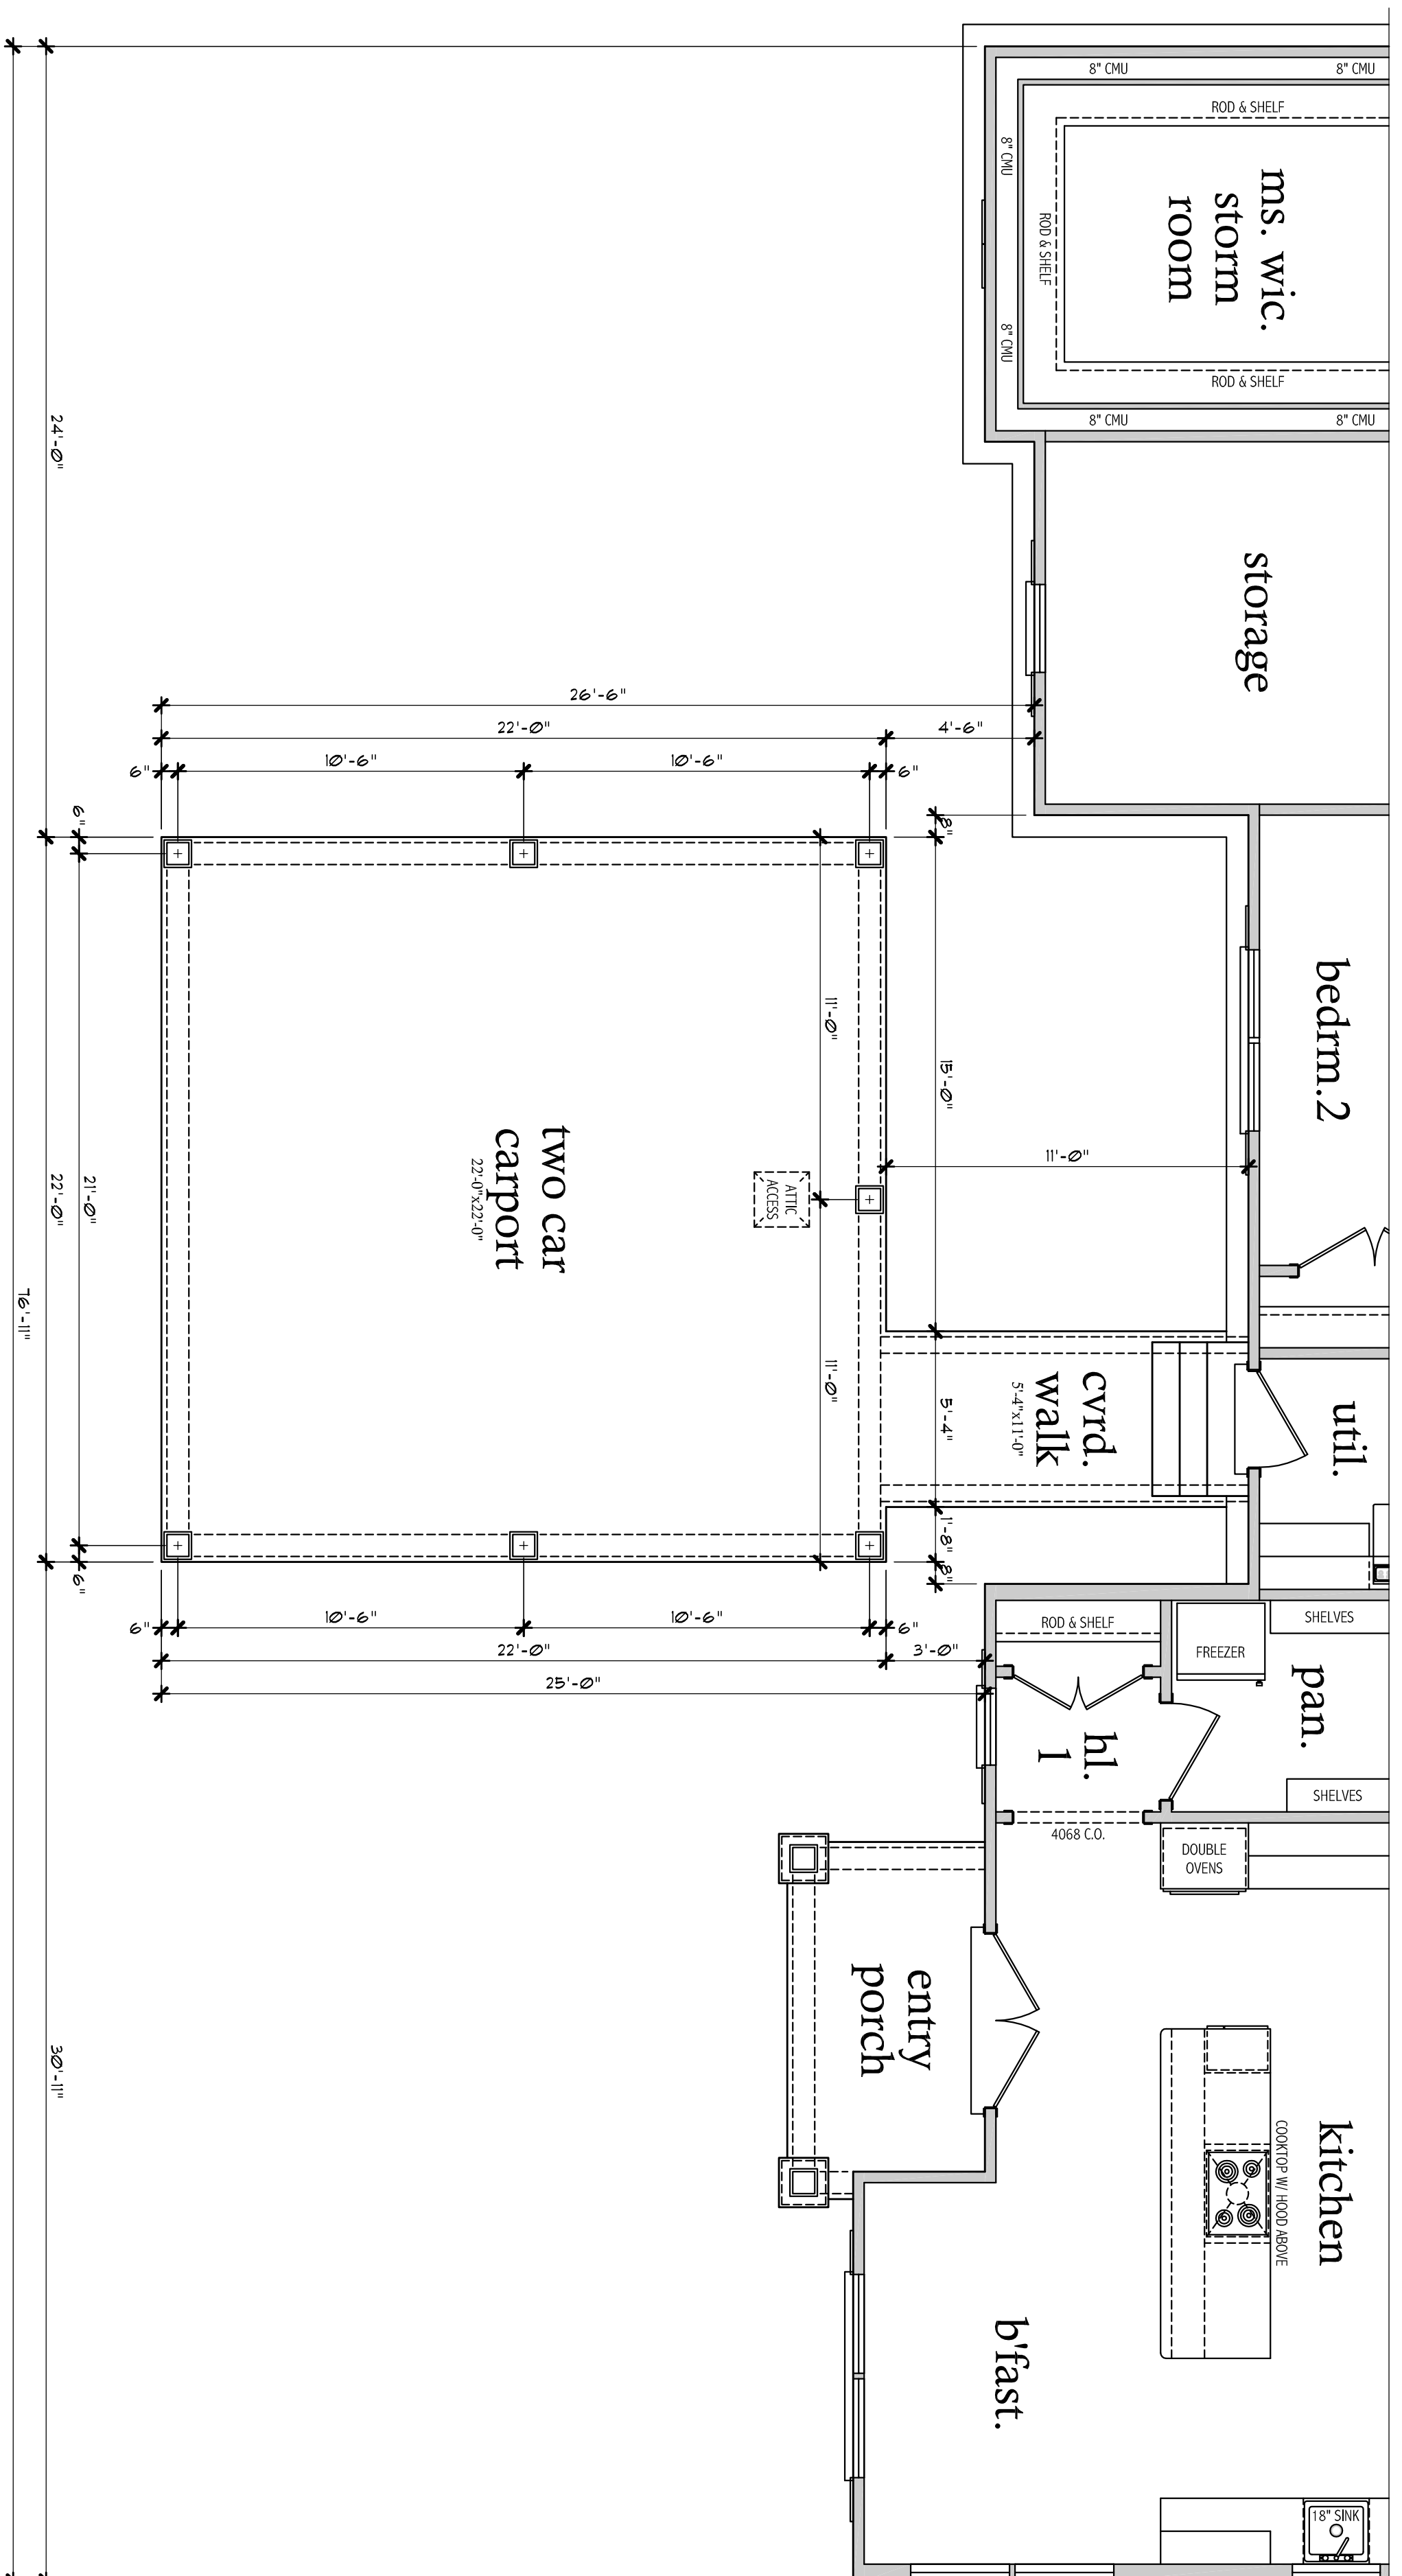 8" CMU
8" CMU
ROD & SHELF
8" CMU
ROD & SHELF
8" CMU
ms. wic.
storm
room
ROD & SHELF
8" CMU
8" CMU
storage
24'-0"
26'-6"
22'-0"
4'-6"
6"
10'-6"
10'-6"
6"
6"
8"
bedrm.2
11'-0"
15'-0"
11'-0"
two car
carport
22'-0"x22'-0"
ATTIC
ACCESS
21'-0"
22'-0"
76'-11"
11'-0"
5'-4"
cvrd.
walk
5'-4"x11'-0"
util.
1'-8"
8"
6"
6"
10'-6"
10'-6"
6"
22'-0"
3'-0"
25'-0"
ROD & SHELF
FREEZER
SHELVES
pan.
SHELVES
hl.
1
4068 C.O.
DOUBLE
OVENS
entry
porch
kitchen
COOKTOP W/ HOOD ABOVE
30'-11"
b'fast.
18" SINK